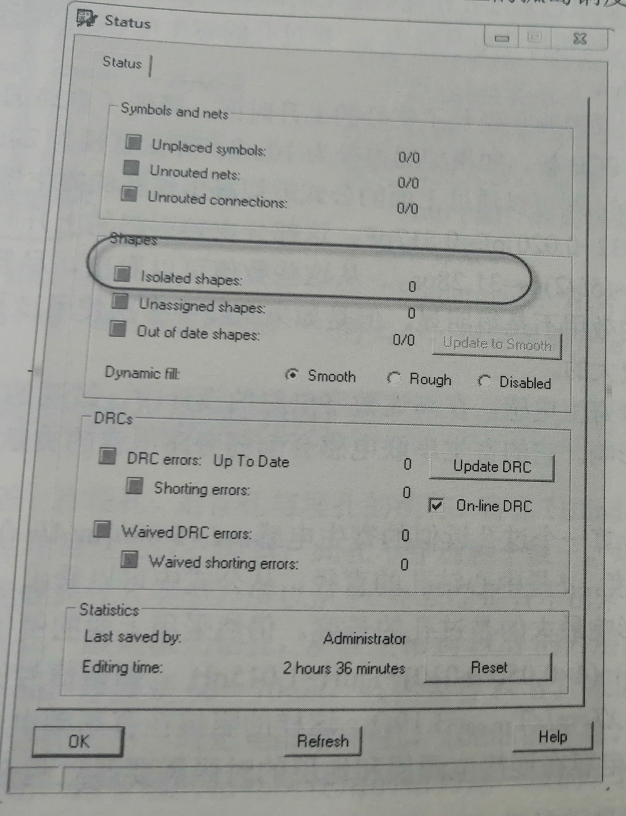 Status
Status
Symbols and nets
Unplaced symbols: 0/0
Unrouted nets: 0/0
Unrouted connections: 0/0
Shapes
Isolated shapes: 0
Unassigned shapes: 0
Out of date shapes: 0/0 Update to Smooth
Dynamic fill: Smooth Rough Disabled
DRCs
DRC errors: Up To Date 0 Update DRC
Shorting errors: 0
On-line DRC
Waived DRC errors: 0
Waived shorting errors: 0
Statistics
Last saved by: Administrator
Editing time: 2 hours 36 minutes Reset
OK Refresh Help